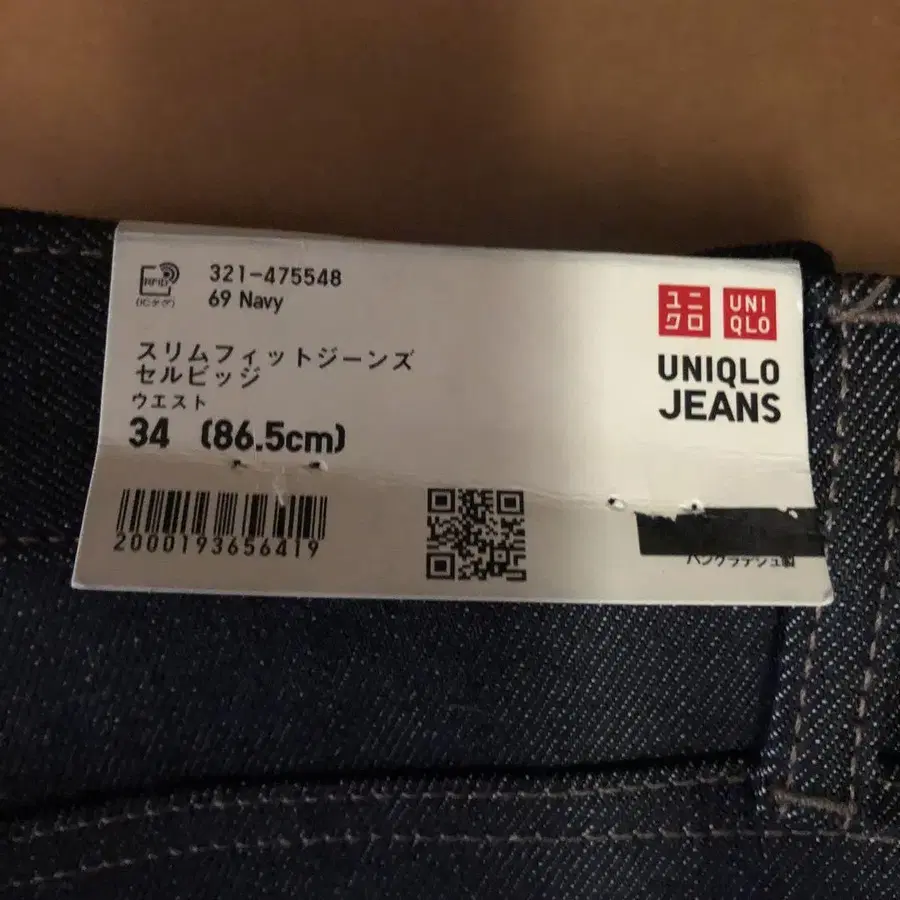 RFID
(ICタグ)
321-475548
69 Navy
スリムフィットジーンズ
セルビッジ
ウエスト
34 (86.5cm)
2000193656419
ユニ
クロ
UNI
QLO
UNIQLO
JEANS
バングラデシュ製